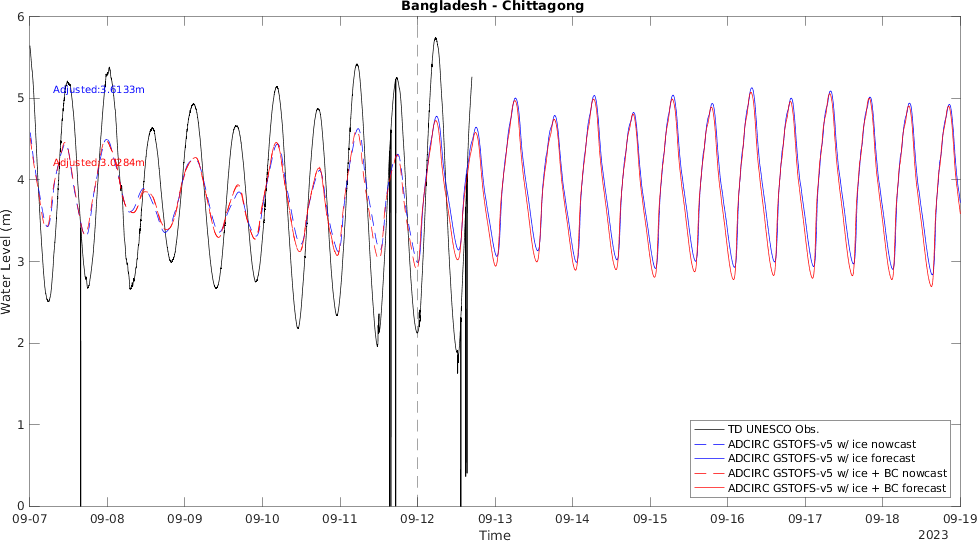 Bangladesh - Chittagong
6
5
4
3
2
1
0
Water Level (m)
Adjusted:3.6133m
Adjusted:3.0284m
TD UNESCO Obs.
ADCIRC GSTOFS-v5 w/ ice nowcast
ADCIRC GSTOFS-v5 w/ ice forecast
ADCIRC GSTOFS-v5 w/ ice + BC nowcast
ADCIRC GSTOFS-v5 w/ ice + BC forecast
09-07 09-08 09-09 09-10 09-11 09-12 09-13 09-14 09-15 09-16 09-17 09-18 09-19
Time
2023